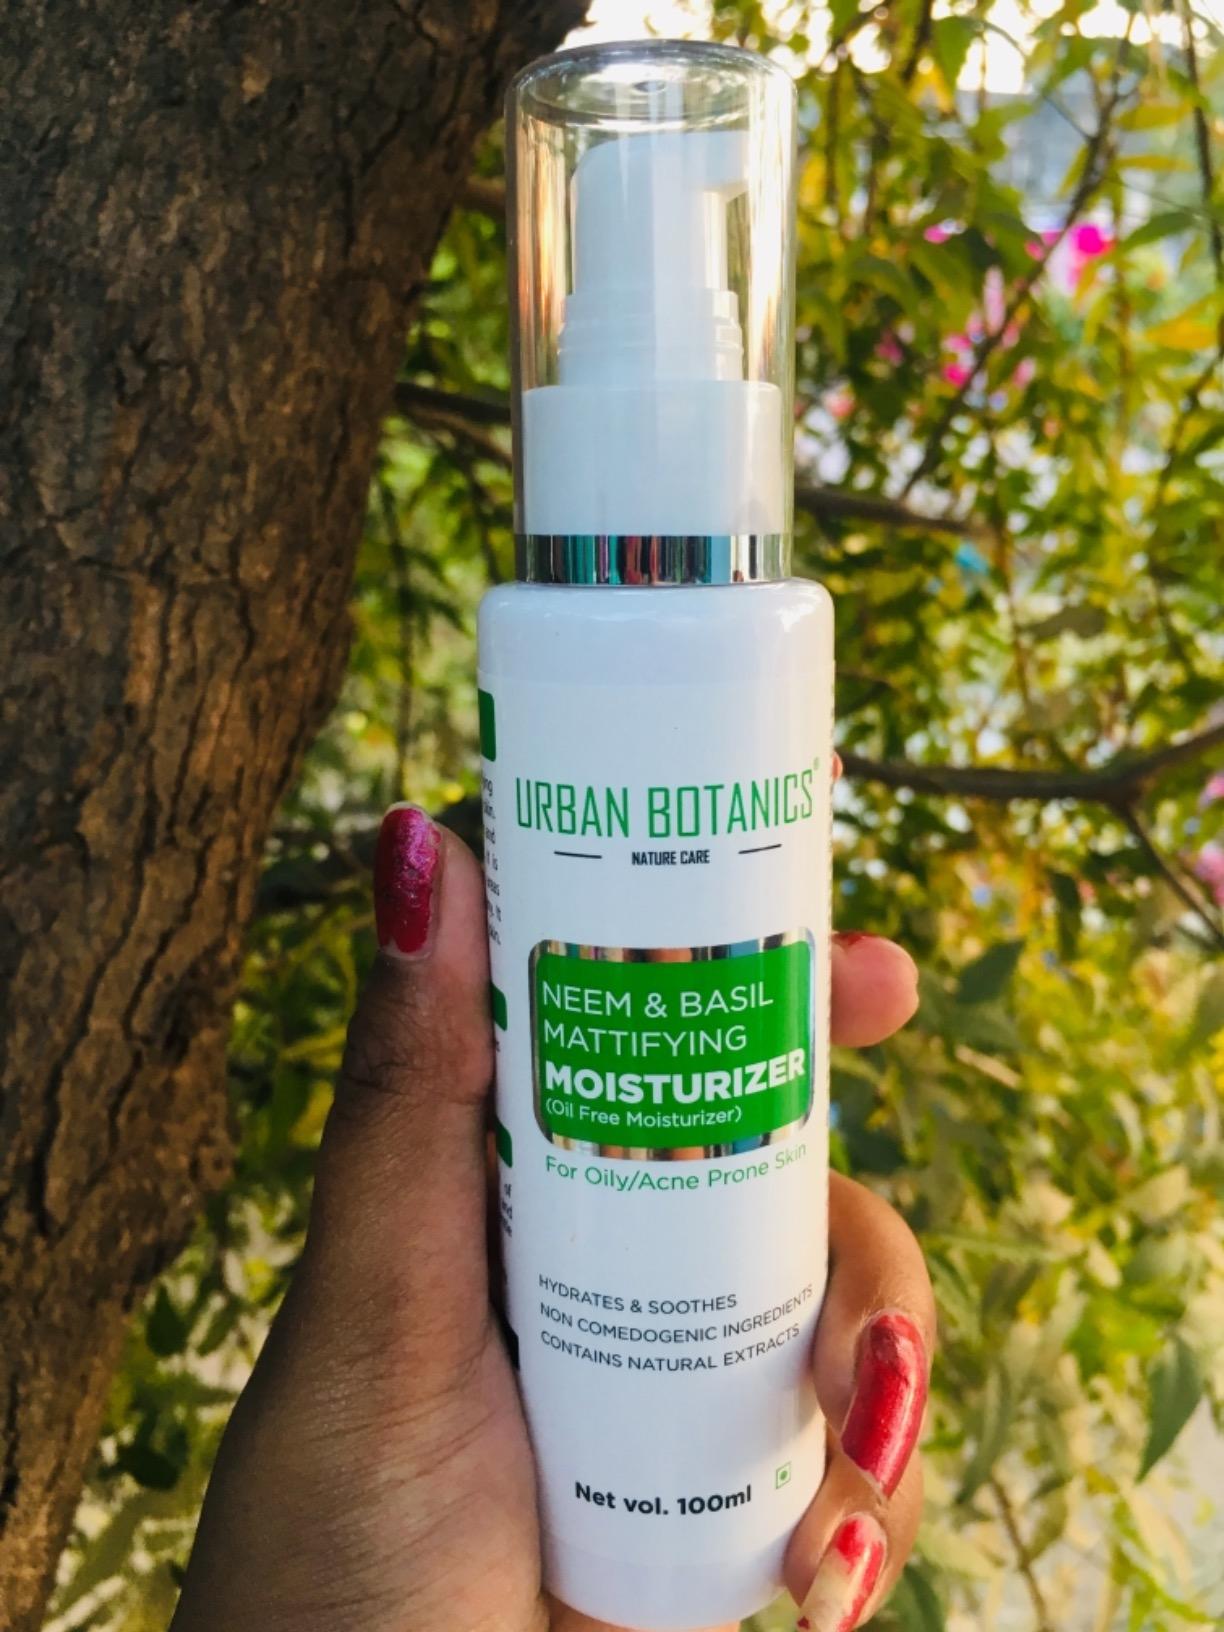 URBAN BOTANICS®
NATURE CARE
NEEM & BASIL
MATTIFYING
MOISTURIZER
(Oil Free Moisturizer)
For Oily/Acne Prone Skin
HYDRATES & SOOTHES
NON COMEDOGENIC INGREDIENTS
CONTAINS NATURAL EXTRACTS
Net vol. 100ml